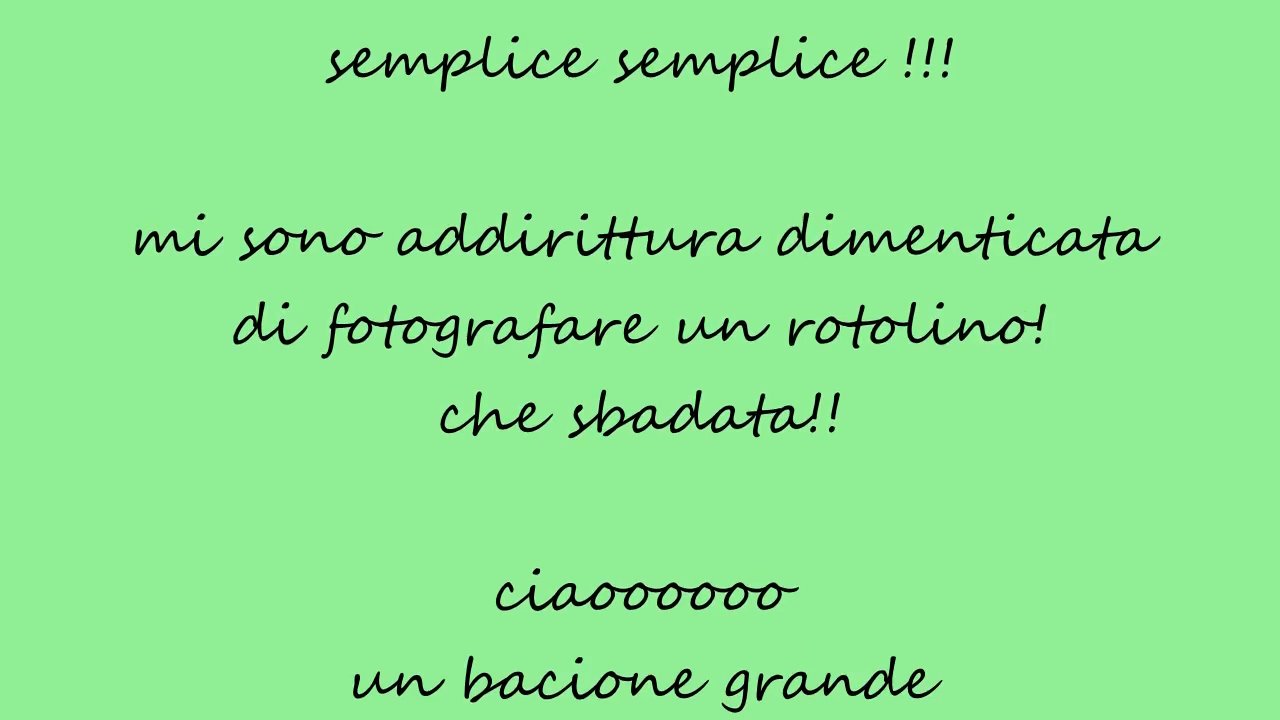 semplice semplice !!!
mi sono addirittura dimenticata
di fotografare un rotolino!
che sbadata!!
ciaoooooo
un bacione grande